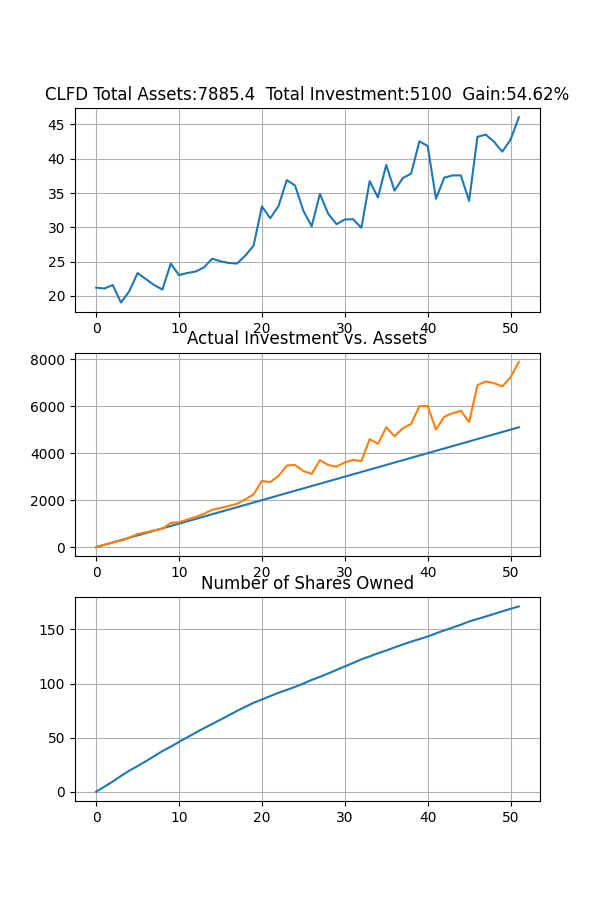 CLFD Total Assets:7885.4  Total Investment:5100  Gain:54.62%
45
40
35
30
25
20
0 10 20 30 40 50
Actual Investment vs. Assets
8000
6000
4000
2000
0
0 10 20 30 40 50
Number of Shares Owned
150
100
50
0
0 10 20 30 40 50